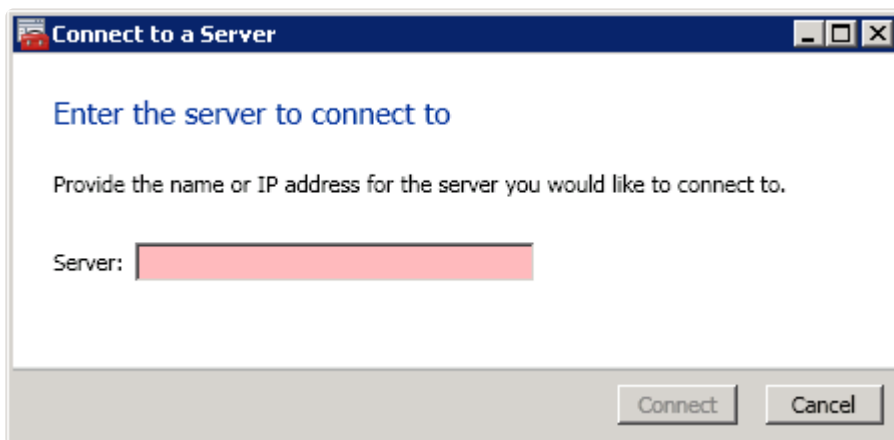 Connect to a Server
Enter the server to connect to
Provide the name or IP address for the server you would like to connect to.
Server:
Connect Cancel